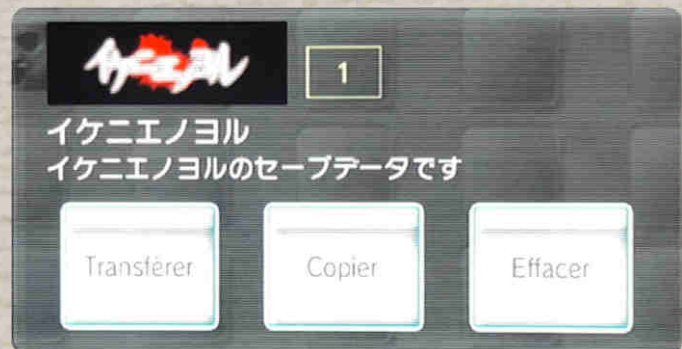 イケニエノヨル
1
イケニエノヨル
イケニエノヨルのセーブデータです
Transférer
Copier
Effacer